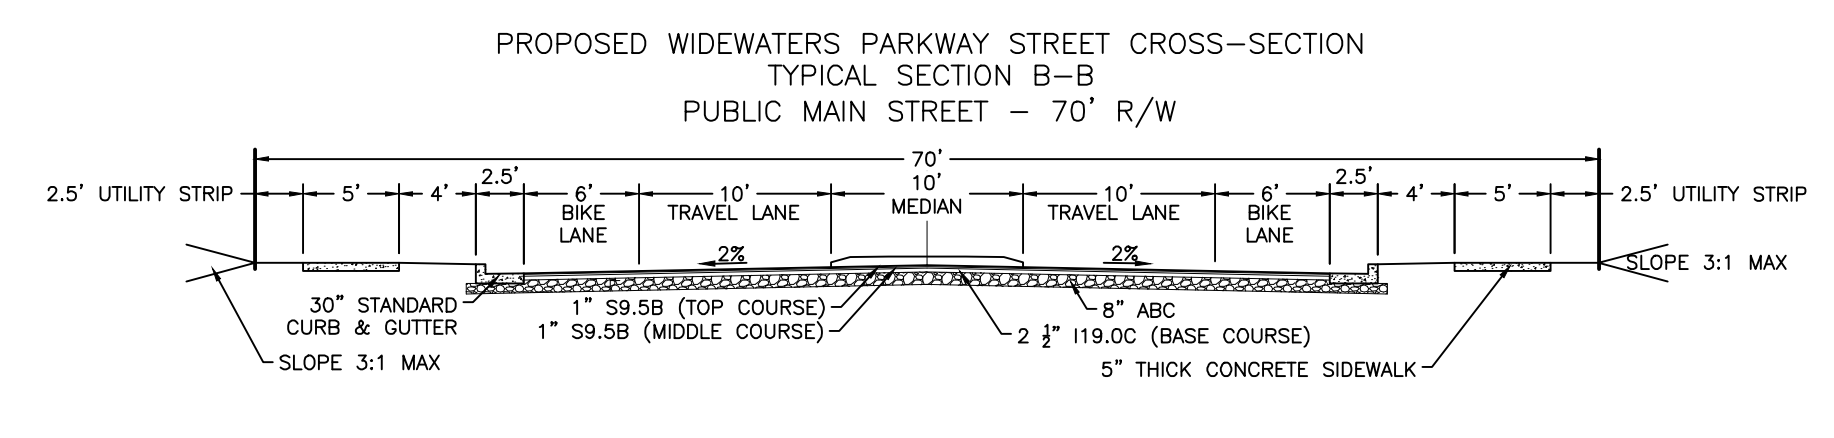 PROPOSED WIDEWATERS PARKWAY STREET CROSS-SECTION
TYPICAL SECTION B-B
PUBLIC MAIN STREET - 70' R/W
70'
2.5' UTILITY STRIP 5' 4' 2.5' 6' 10' 10' 10' 6' 2.5' 4' 5' 2.5' UTILITY STRIP
BIKE LANE TRAVEL LANE MEDIAN TRAVEL LANE BIKE LANE
2% 2%
SLOPE 3:1 MAX
30" STANDARD
CURB & GUTTER
1" S9.5B (TOP COURSE)
1" S9.5B (MIDDLE COURSE)
8" ABC
2 1/2" I19.0C (BASE COURSE)
SLOPE 3:1 MAX
5" THICK CONCRETE SIDEWALK